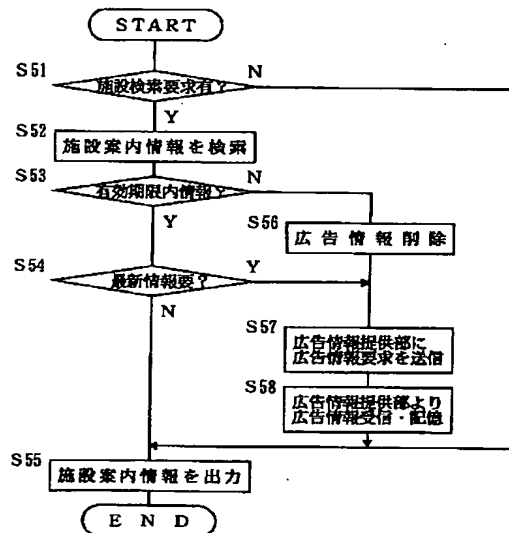 START
S51
施設検索要求有?
N
Y
S52
施設案内情報を検索
S53
有効期限内情報?
N
Y
S56
広告情報削除
S54
最新情報要?
Y
N
S57
広告情報提供部に
広告情報要求を送信
S58
広告情報提供部より
広告情報受信・記憶
S55
施設案内情報を出力
END